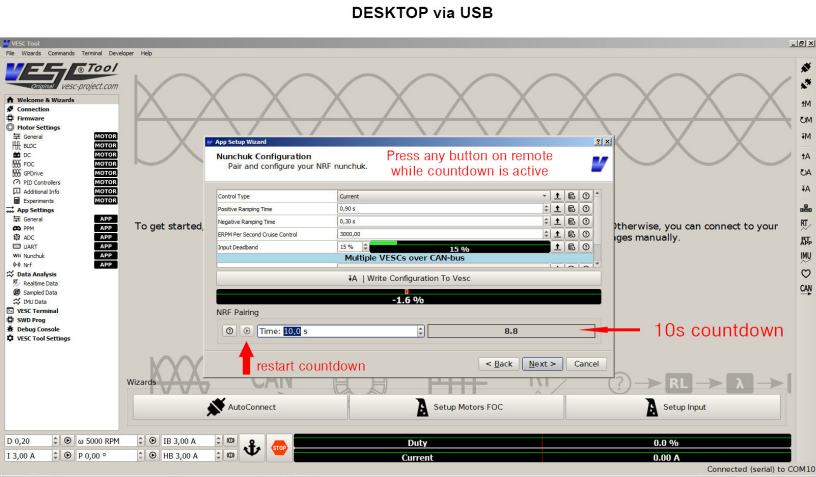 DESKTOP via USB
VESC Tool
File Wizards Commands Terminal Developer Help
VESC® Tool
Original vesc-project.com
Welcome & Wizards
Connection
Firmware
Motor Settings
General MOTOR
BLDC MOTOR
DC MOTOR
FOC MOTOR
GPDrive MOTOR
PID Controllers MOTOR
Additional Info MOTOR
Experiments MOTOR
App Settings
General APP
PPM APP
ADC APP
UART APP
Nunchuk APP
Nrf APP
Data Analysis
Realtime Data
Sampled Data
IMU Data
VESC Terminal
SWD Prog
Debug Console
VESC Tool Settings
To get started,
Otherwise, you can connect to your
ges manually.
App Setup Wizard
Nunchuk Configuration
Pair and configure your NRF nunchuk.
Press any button on remote
while countdown is active
Control Type Current
Positive Ramping Time 0,90 s
Negative Ramping Time 0,30 s
ERPM Per Second Cruise Control 3000,00
Input Deadband 15 % 15 %
Multiple VESCs over CAN-bus
↧A | Write Configuration To Vesc
-1.6 %
NRF Pairing
Time: 10,0 s 8.8
10s countdown
restart countdown
< Back Next > Cancel
Wizards
CAN RT ? RL λ
AutoConnect Setup Motors FOC Setup Input
↥M
M
↧M
↥A
A
↧A
RT
RT
APP
IMU
CAN
D 0,20 ω 5000 RPM IB 3,00 A
I 3,00 A P 0,00 ° HB 3,00 A
STOP
Duty 0.0 %
Current 0.00 A
Connected (serial) to COM10